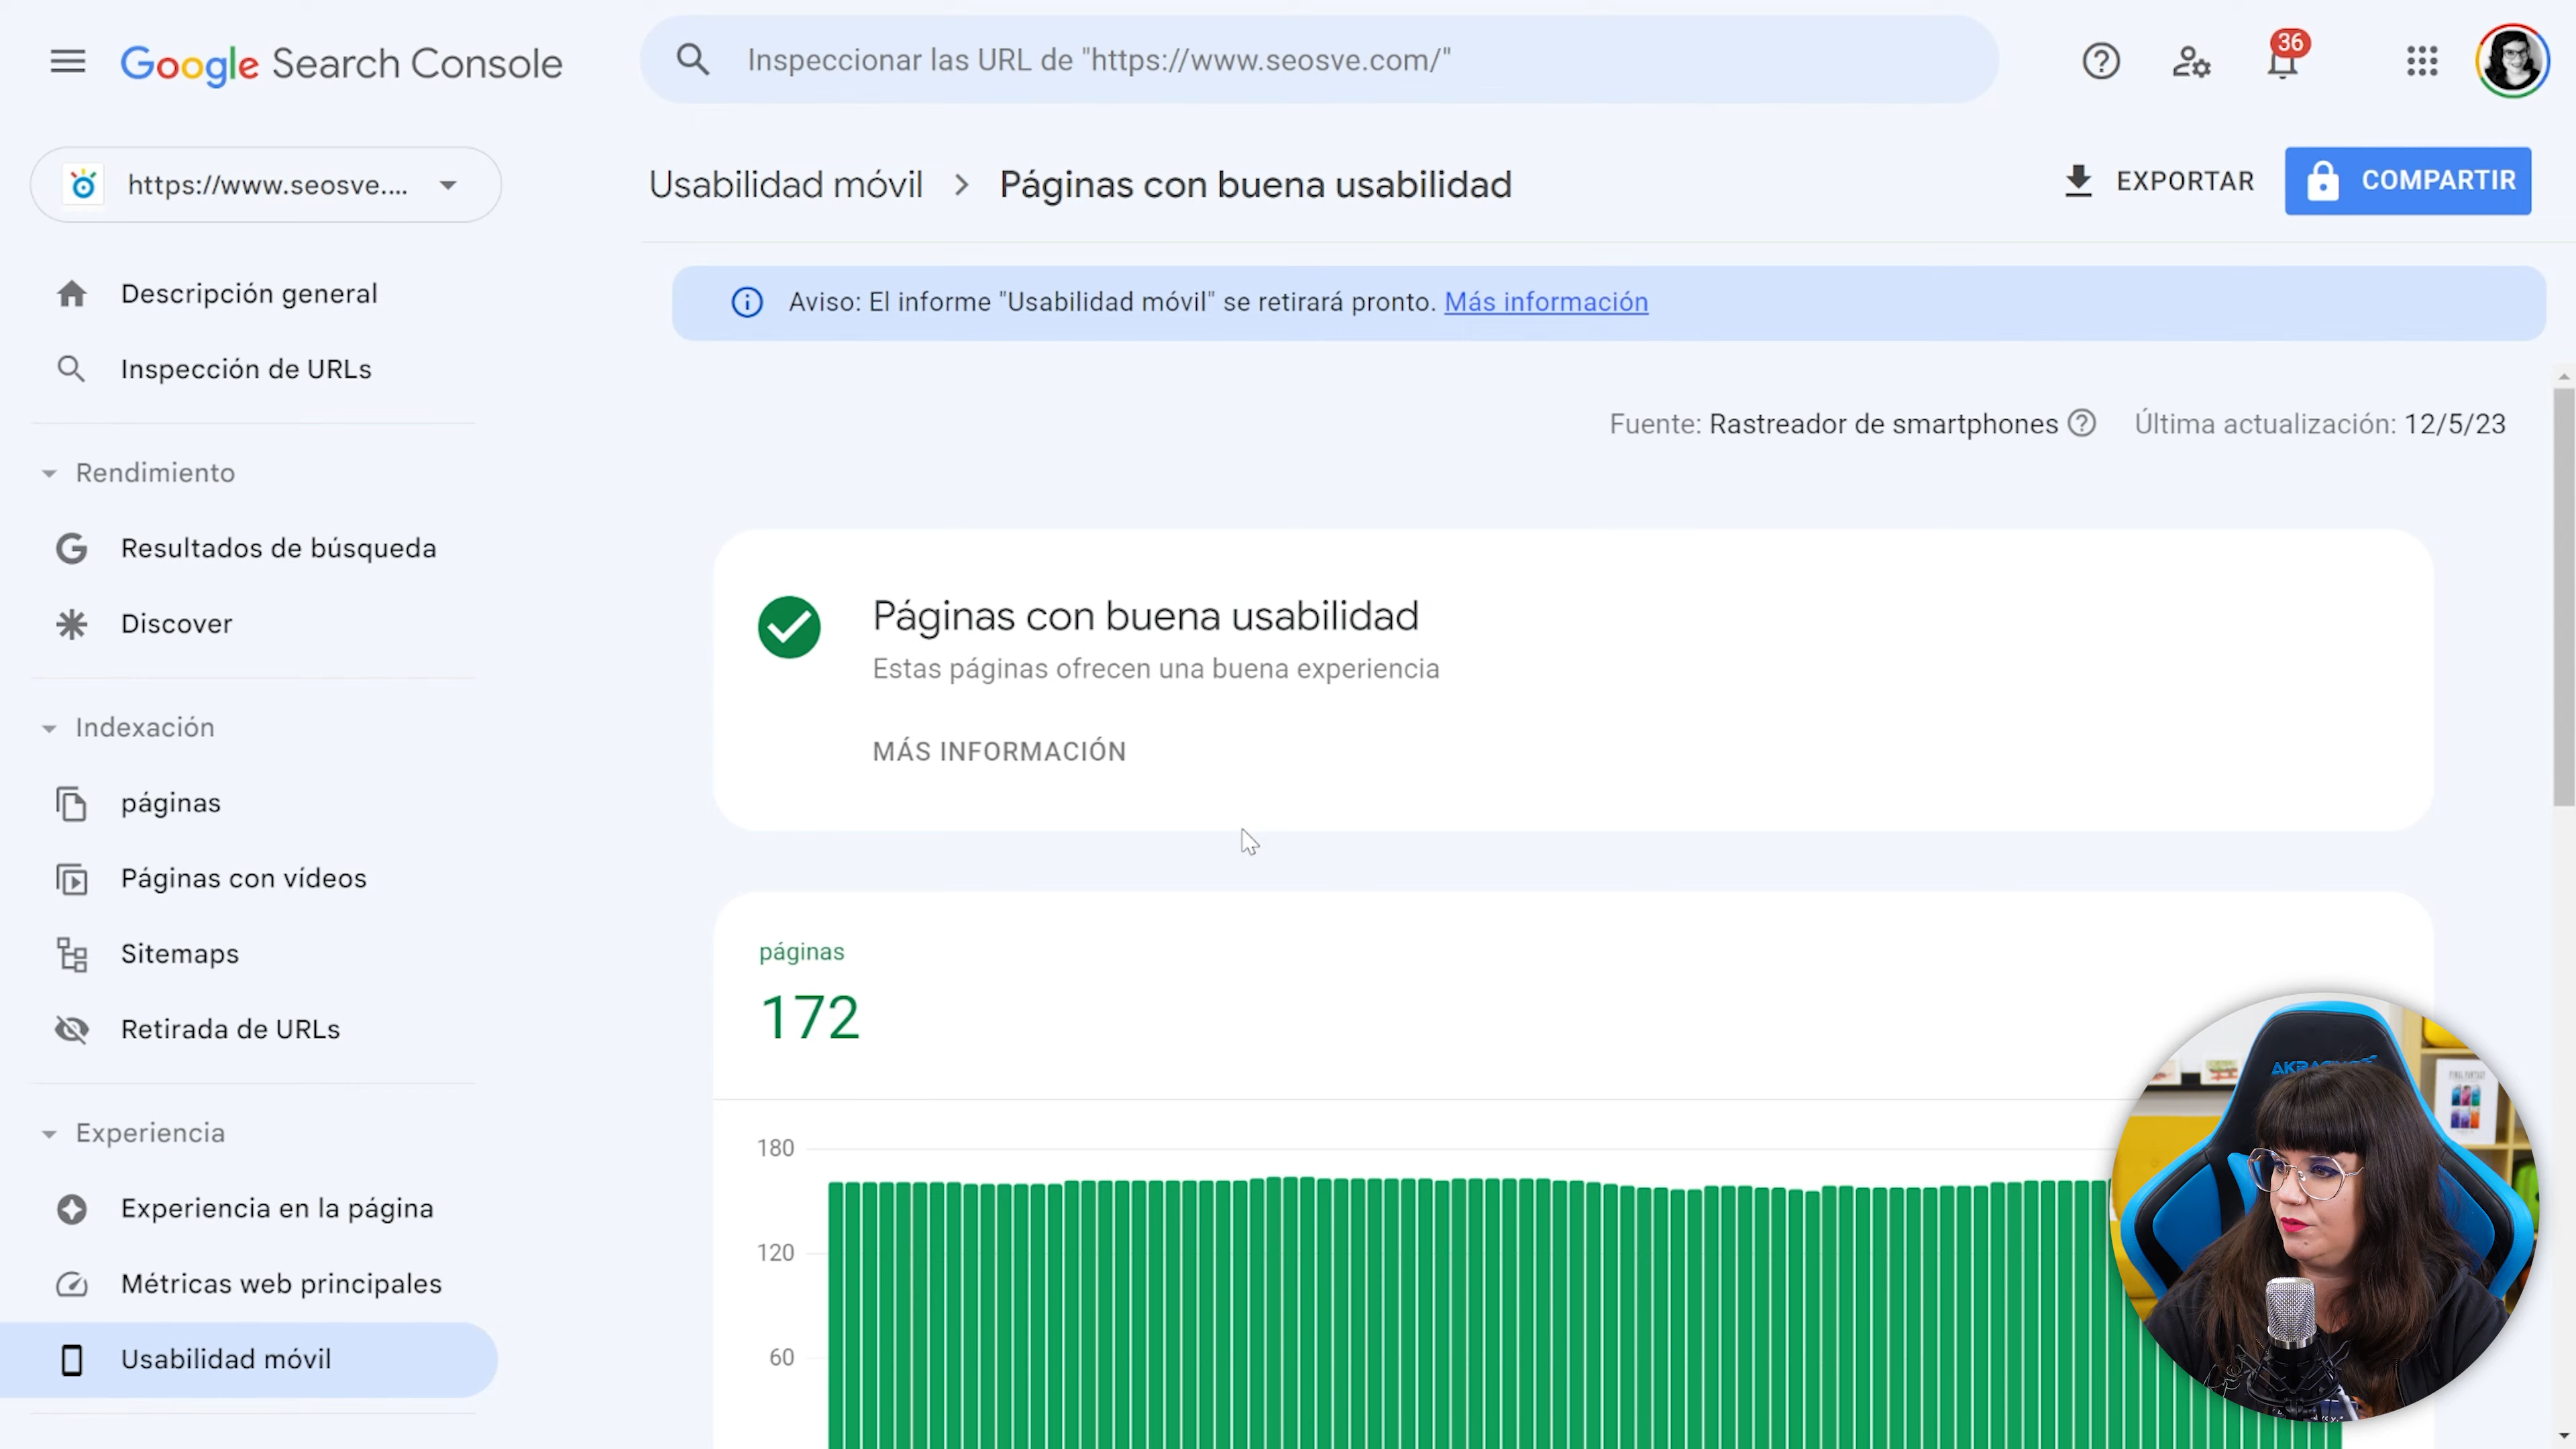 Google Search Console
Inspeccionar las URL de "https://www.seosve.com/"
36
https://www.seosve....
Usabilidad móvil > Páginas con buena usabilidad
EXPORTAR
COMPARTIR
Descripción general
Inspección de URLs
Rendimiento
Resultados de búsqueda
Discover
Indexación
páginas
Páginas con vídeos
Sitemaps
Retirada de URLs
Experiencia
Experiencia en la página
Métricas web principales
Usabilidad móvil
Aviso: El informe "Usabilidad móvil" se retirará pronto. Más información
Fuente: Rastreador de smartphones
Última actualización: 12/5/23
Páginas con buena usabilidad
Estas páginas ofrecen una buena experiencia
MÁS INFORMACIÓN
páginas
172
180
120
60
FINAL FANTASY